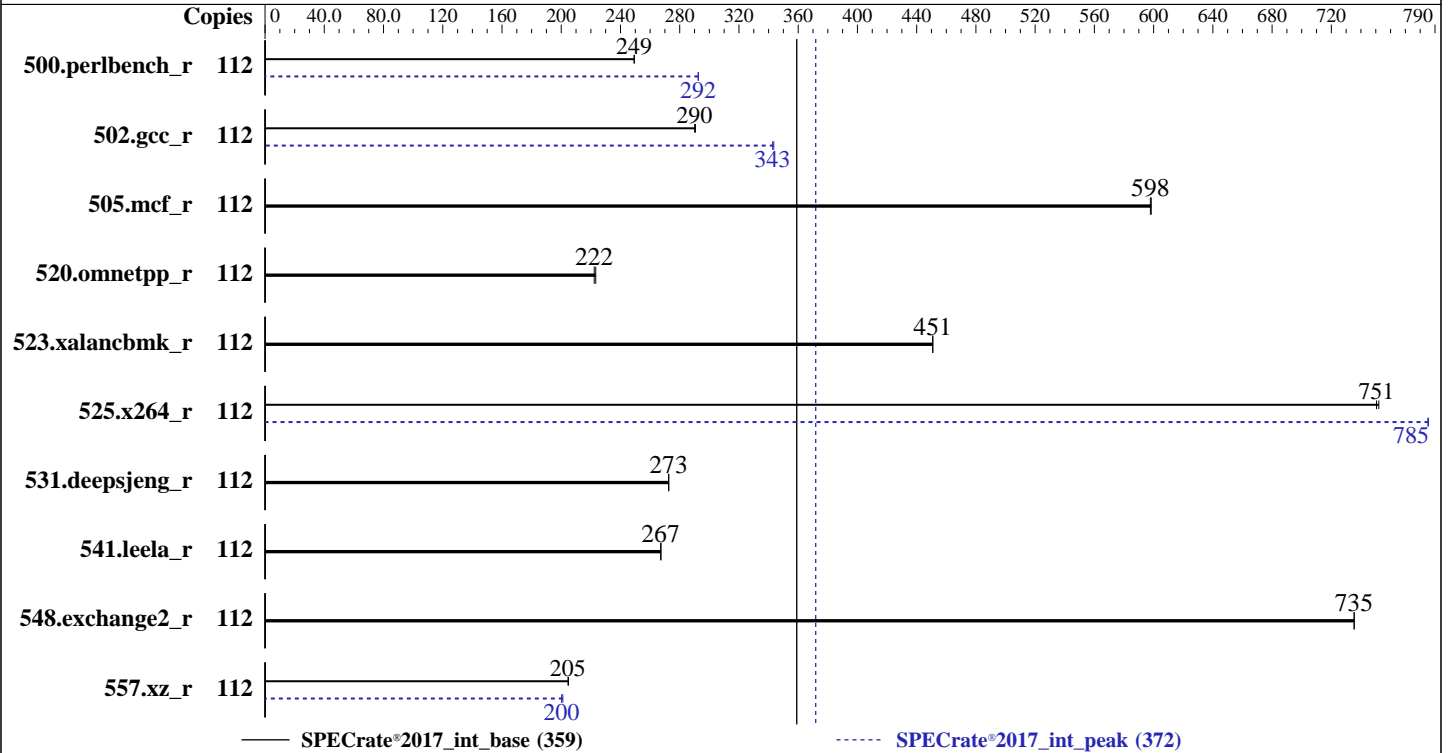 Copies 0 40.0 80.0 120 160 200 240 280 320 360 400 440 480 520 560 600 640 680 720 790
249
500.perlbench_r 112
292
290
502.gcc_r 112
343
598
505.mcf_r 112
222
520.omnetpp_r 112
451
523.xalancbmk_r 112
751
525.x264_r 112
785
273
531.deepsjeng_r 112
267
541.leela_r 112
735
548.exchange2_r 112
205
557.xz_r 112
200
SPECrate®2017_int_base (359) SPECrate®2017_int_peak (372)